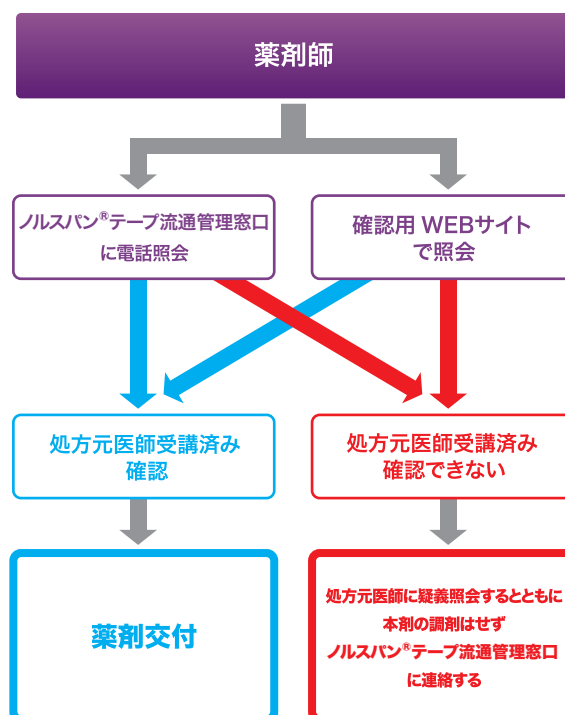 薬剤師
ノルスパン®テープ流通管理窓口
に電話照会
確認用 WEBサイト
で照会
処方元医師受講済み
確認
処方元医師受講済み
確認できない
薬剤交付
処方元医師に疑義照会するとともに
本剤の調剤はせず
ノルスパン®テープ流通管理窓口
に連絡する